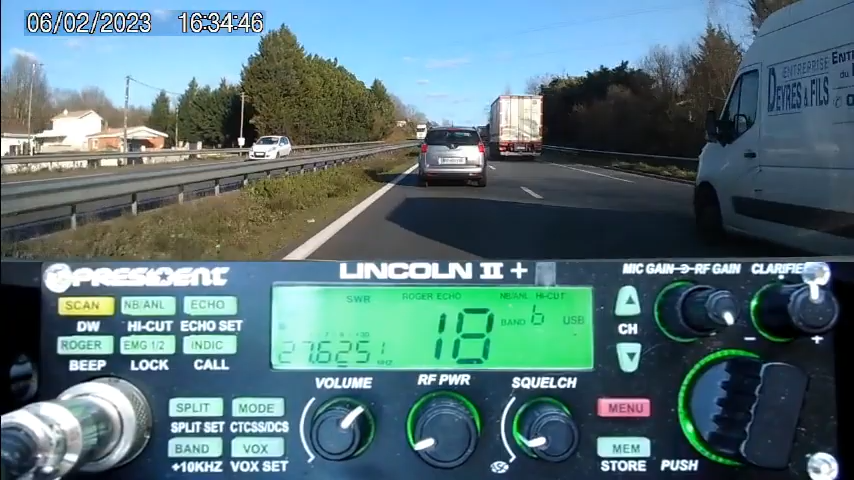 06/02/2023 16:34:46
ENTREPRISE
DEVRES & FILS
PRESIDENT
LINCOLN II +
MIC GAIN RF GAIN CLARIFIER
SCAN NB/ANL ECHO
DW HI-CUT ECHO SET
ROGER EMG 1/2 INDIC
BEEP LOCK CALL
SWR ROGER ECHO NB/ANL HI-CUT
18 BAND b USB
27.6251 MHz
CH
- +
VOLUME RF PWR SQUELCH
SPLIT MODE
SPLIT SET CTCSS/DCS
BAND VOX
+10KHZ VOX SET
MENU
MEM
STORE PUSH